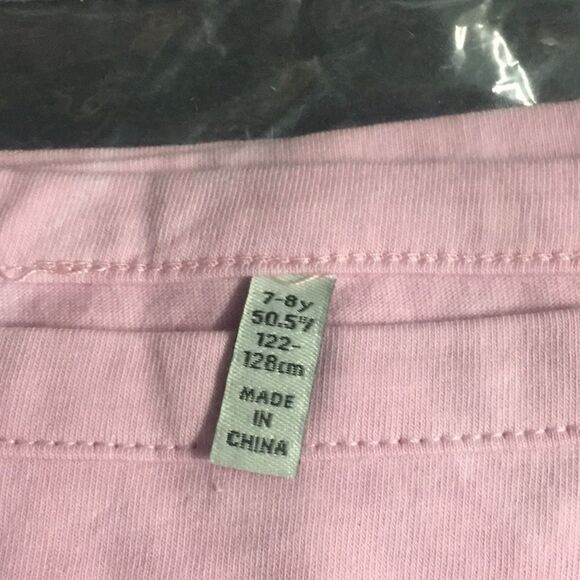 7-8y
50.5"/
122-
128cm
MADE
IN
CHINA